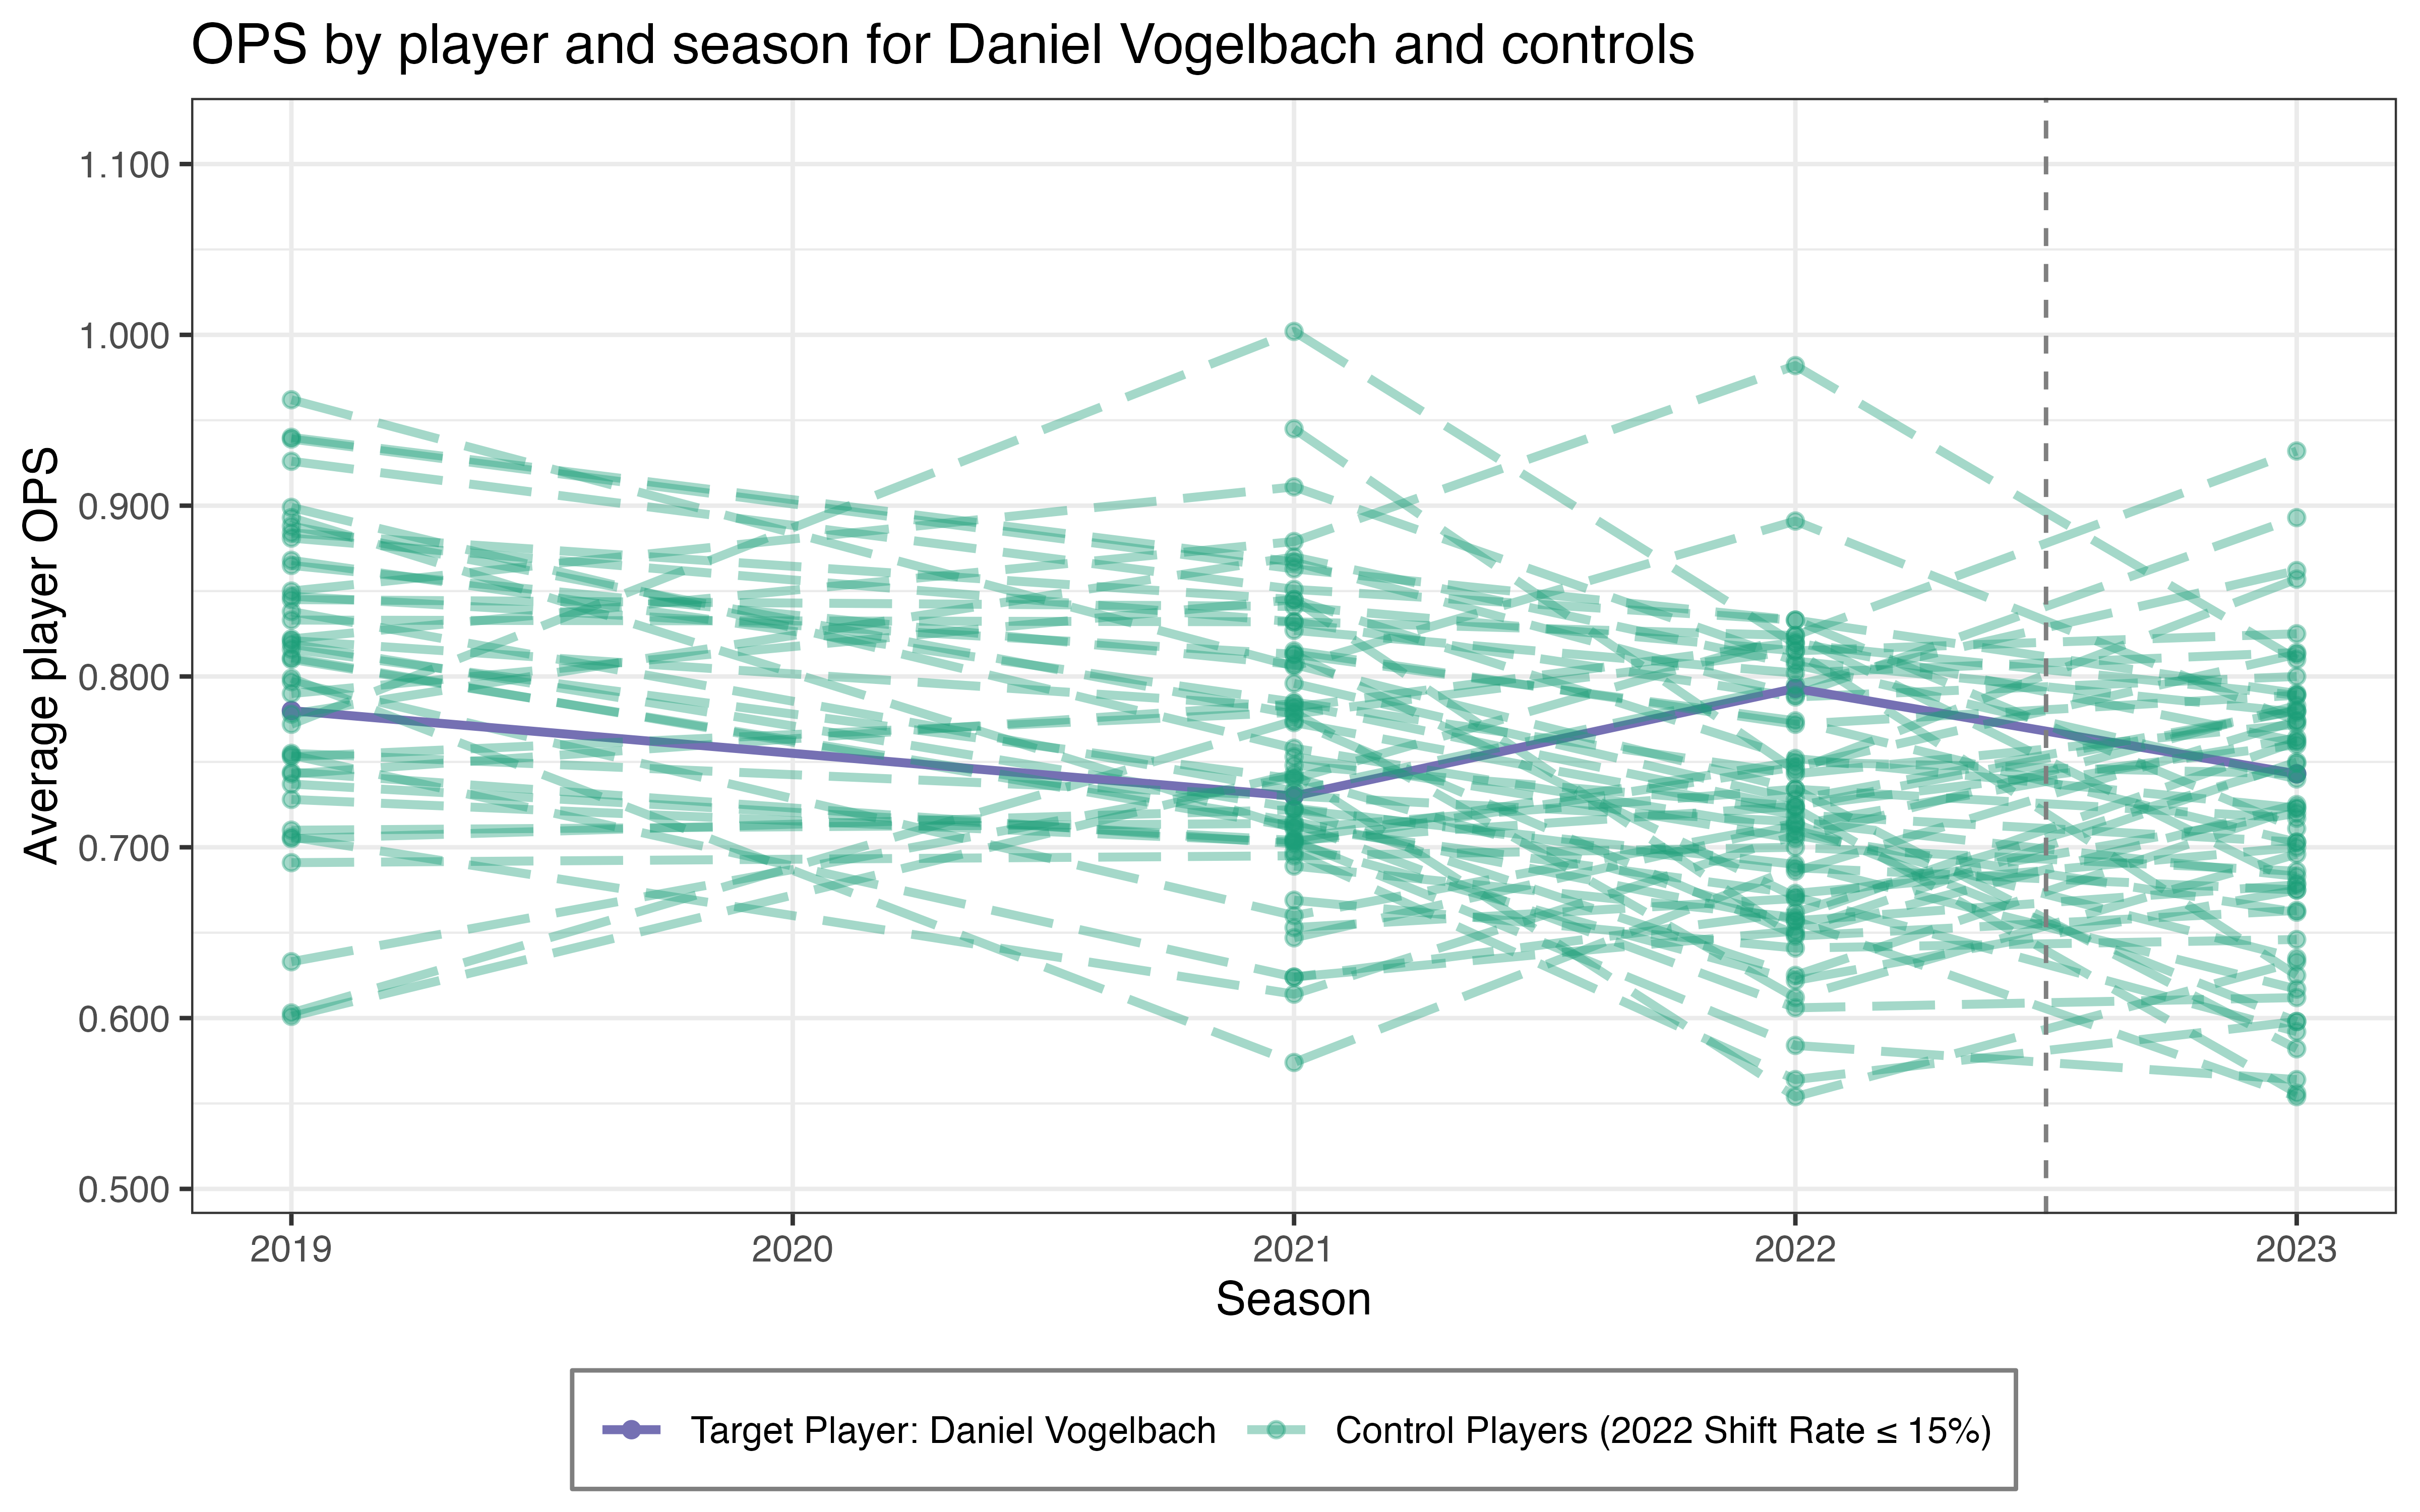 OPS by player and season for Daniel Vogelbach and controls
Average player OPS
1.100
1.000
0.900
0.800
0.700
0.600
0.500
2019 2020 2021 2022 2023
Season
Target Player: Daniel Vogelbach Control Players (2022 Shift Rate ≤ 15%)